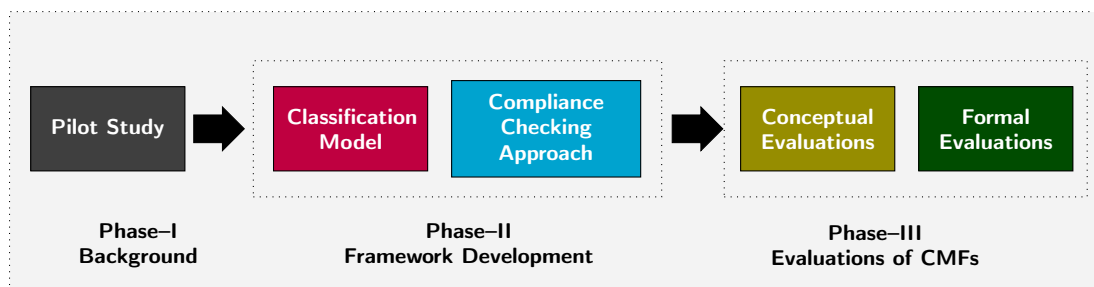 Pilot Study
Classification
Model
Compliance
Checking
Approach
Conceptual
Evaluations
Formal
Evaluations
Phase–I
Background
Phase–II
Framework Development
Phase–III
Evaluations of CMFs